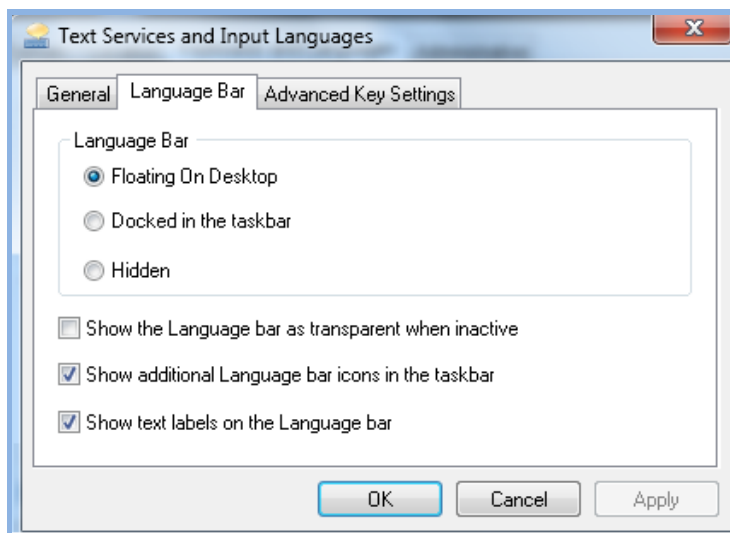 Text Services and Input Languages
General Language Bar Advanced Key Settings
Language Bar
Floating On Desktop
Docked in the taskbar
Hidden
Show the Language bar as transparent when inactive
Show additional Language bar icons in the taskbar
Show text labels on the Language bar
OK Cancel Apply